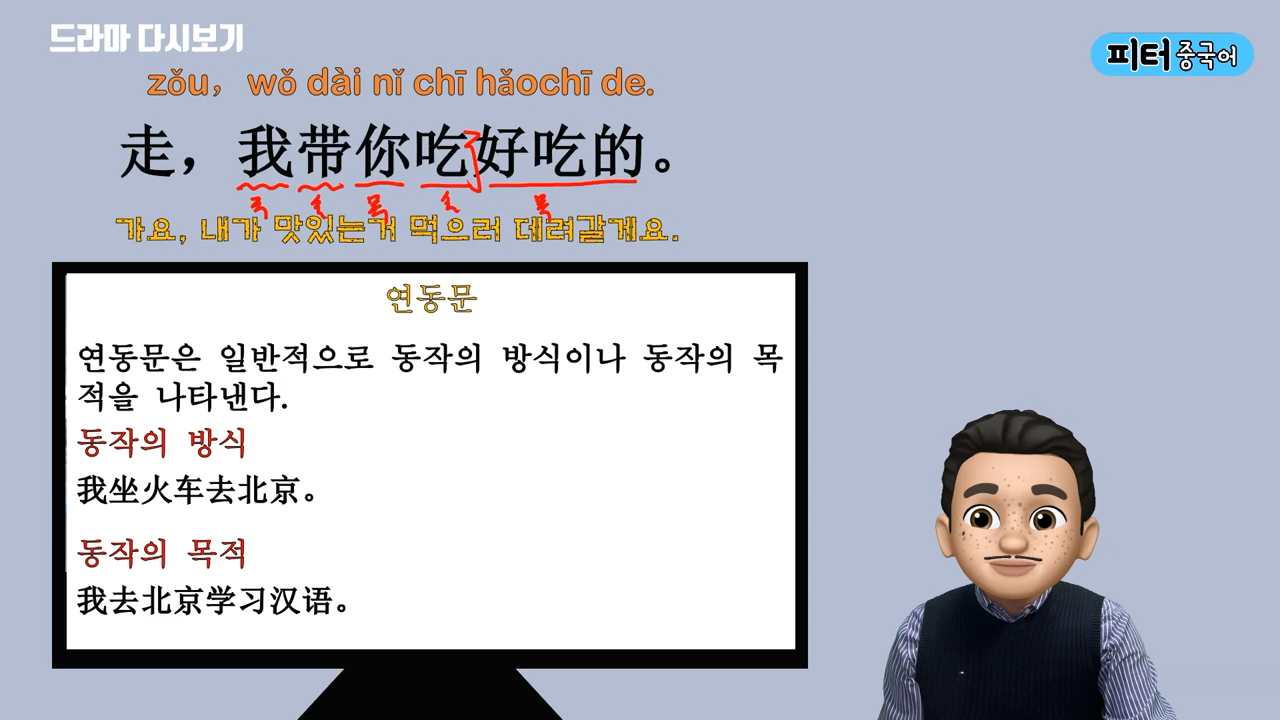 드라마 다시보기
피터 중국어
zǒu，wǒ dài nǐ chī hǎochī de.
走，我带你吃好吃的。
주 술 목 술 목
가요, 내가 맛있는거 먹으러 데려갈게요.
연동문
연동문은 일반적으로 동작의 방식이나 동작의 목
적을 나타낸다.
동작의 방식
我坐火车去北京。
동작의 목적
我去北京学习汉语。